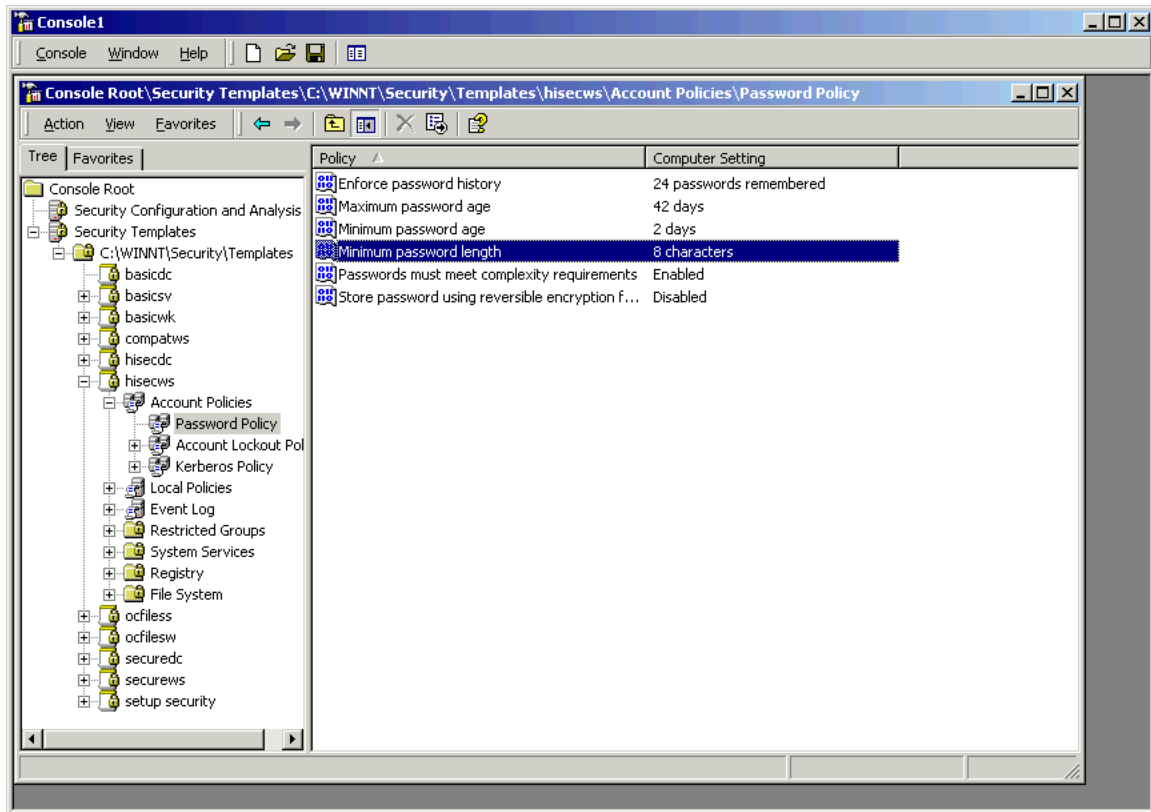 Console1
Console Window Help
Console Root\Security Templates\C:\WINNT\Security\Templates\hisecws\Account Policies\Password Policy
Action View Favorites
Tree Favorites
Console Root
Security Configuration and Analysis
Security Templates
C:\WINNT\Security\Templates
basicdc
basicsv
basicwk
compatws
hisecdc
hisecws
Account Policies
Password Policy
Account Lockout Pol
Kerberos Policy
Local Policies
Event Log
Restricted Groups
System Services
Registry
File System
ocfiless
ocfilesw
securedc
securews
setup security
Policy Computer Setting
Enforce password history 24 passwords remembered
Maximum password age 42 days
Minimum password age 2 days
Minimum password length 8 characters
Passwords must meet complexity requirements Enabled
Store password using reversible encryption f... Disabled